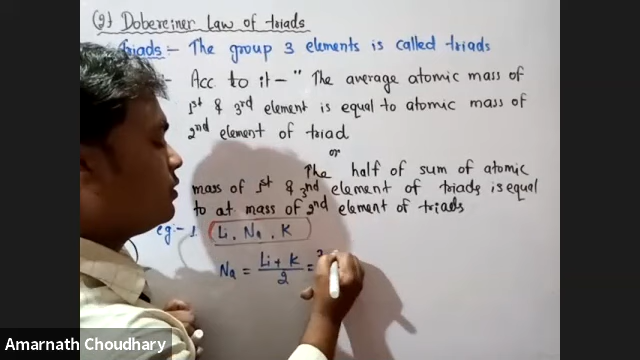 (2) Dobereiner Law of triads
Triads:- The group 3 elements is called triads
:- Acc to it - " The average atomic mass of
1st & 3rd element is equal to atomic mass of
2nd element of triad
or
The half of sum of atomic
mass of 1st & 3nd element of triads is equal
to at mass of 2nd element of triads
eg:- 1. Li, Na, K
Na = Li + K / 2 =
Amarnath Choudhary